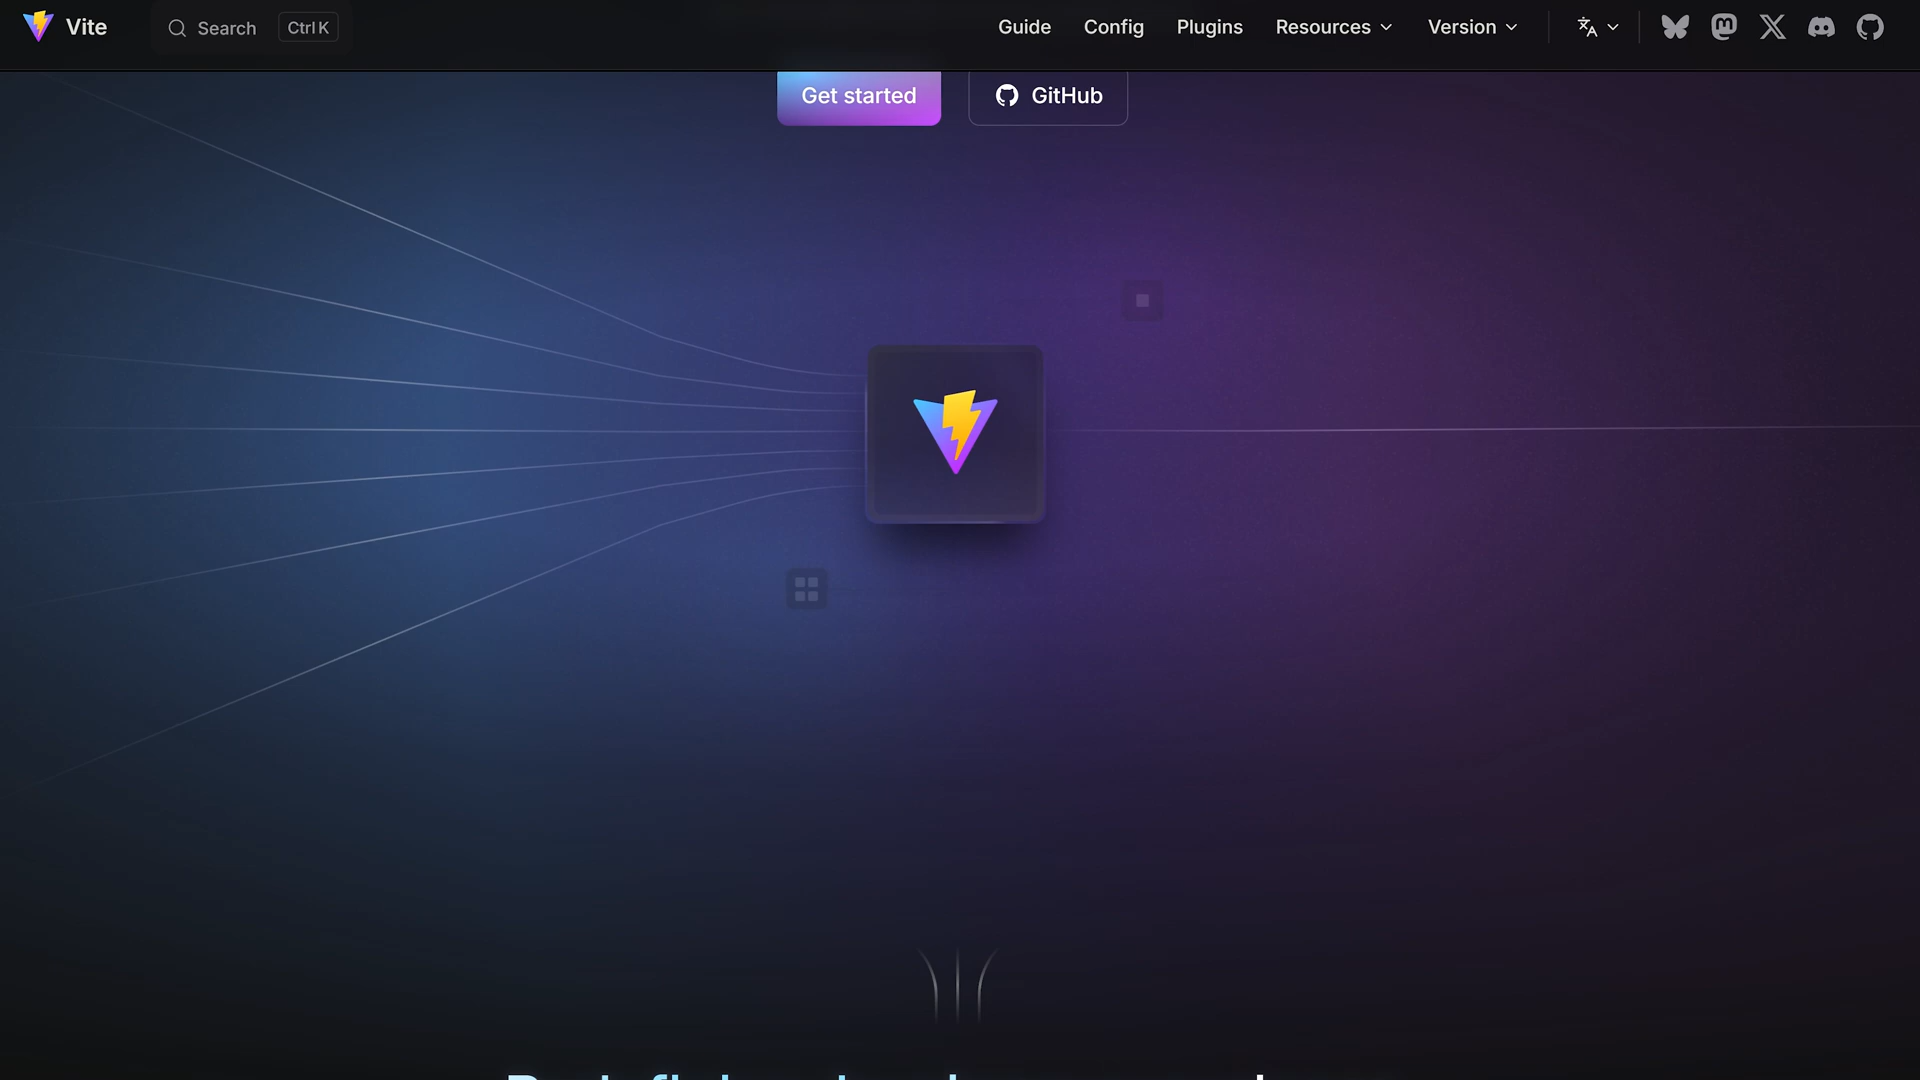 Vite
Search
Ctrl K
Guide
Config
Plugins
Resources
Version
Get started
GitHub